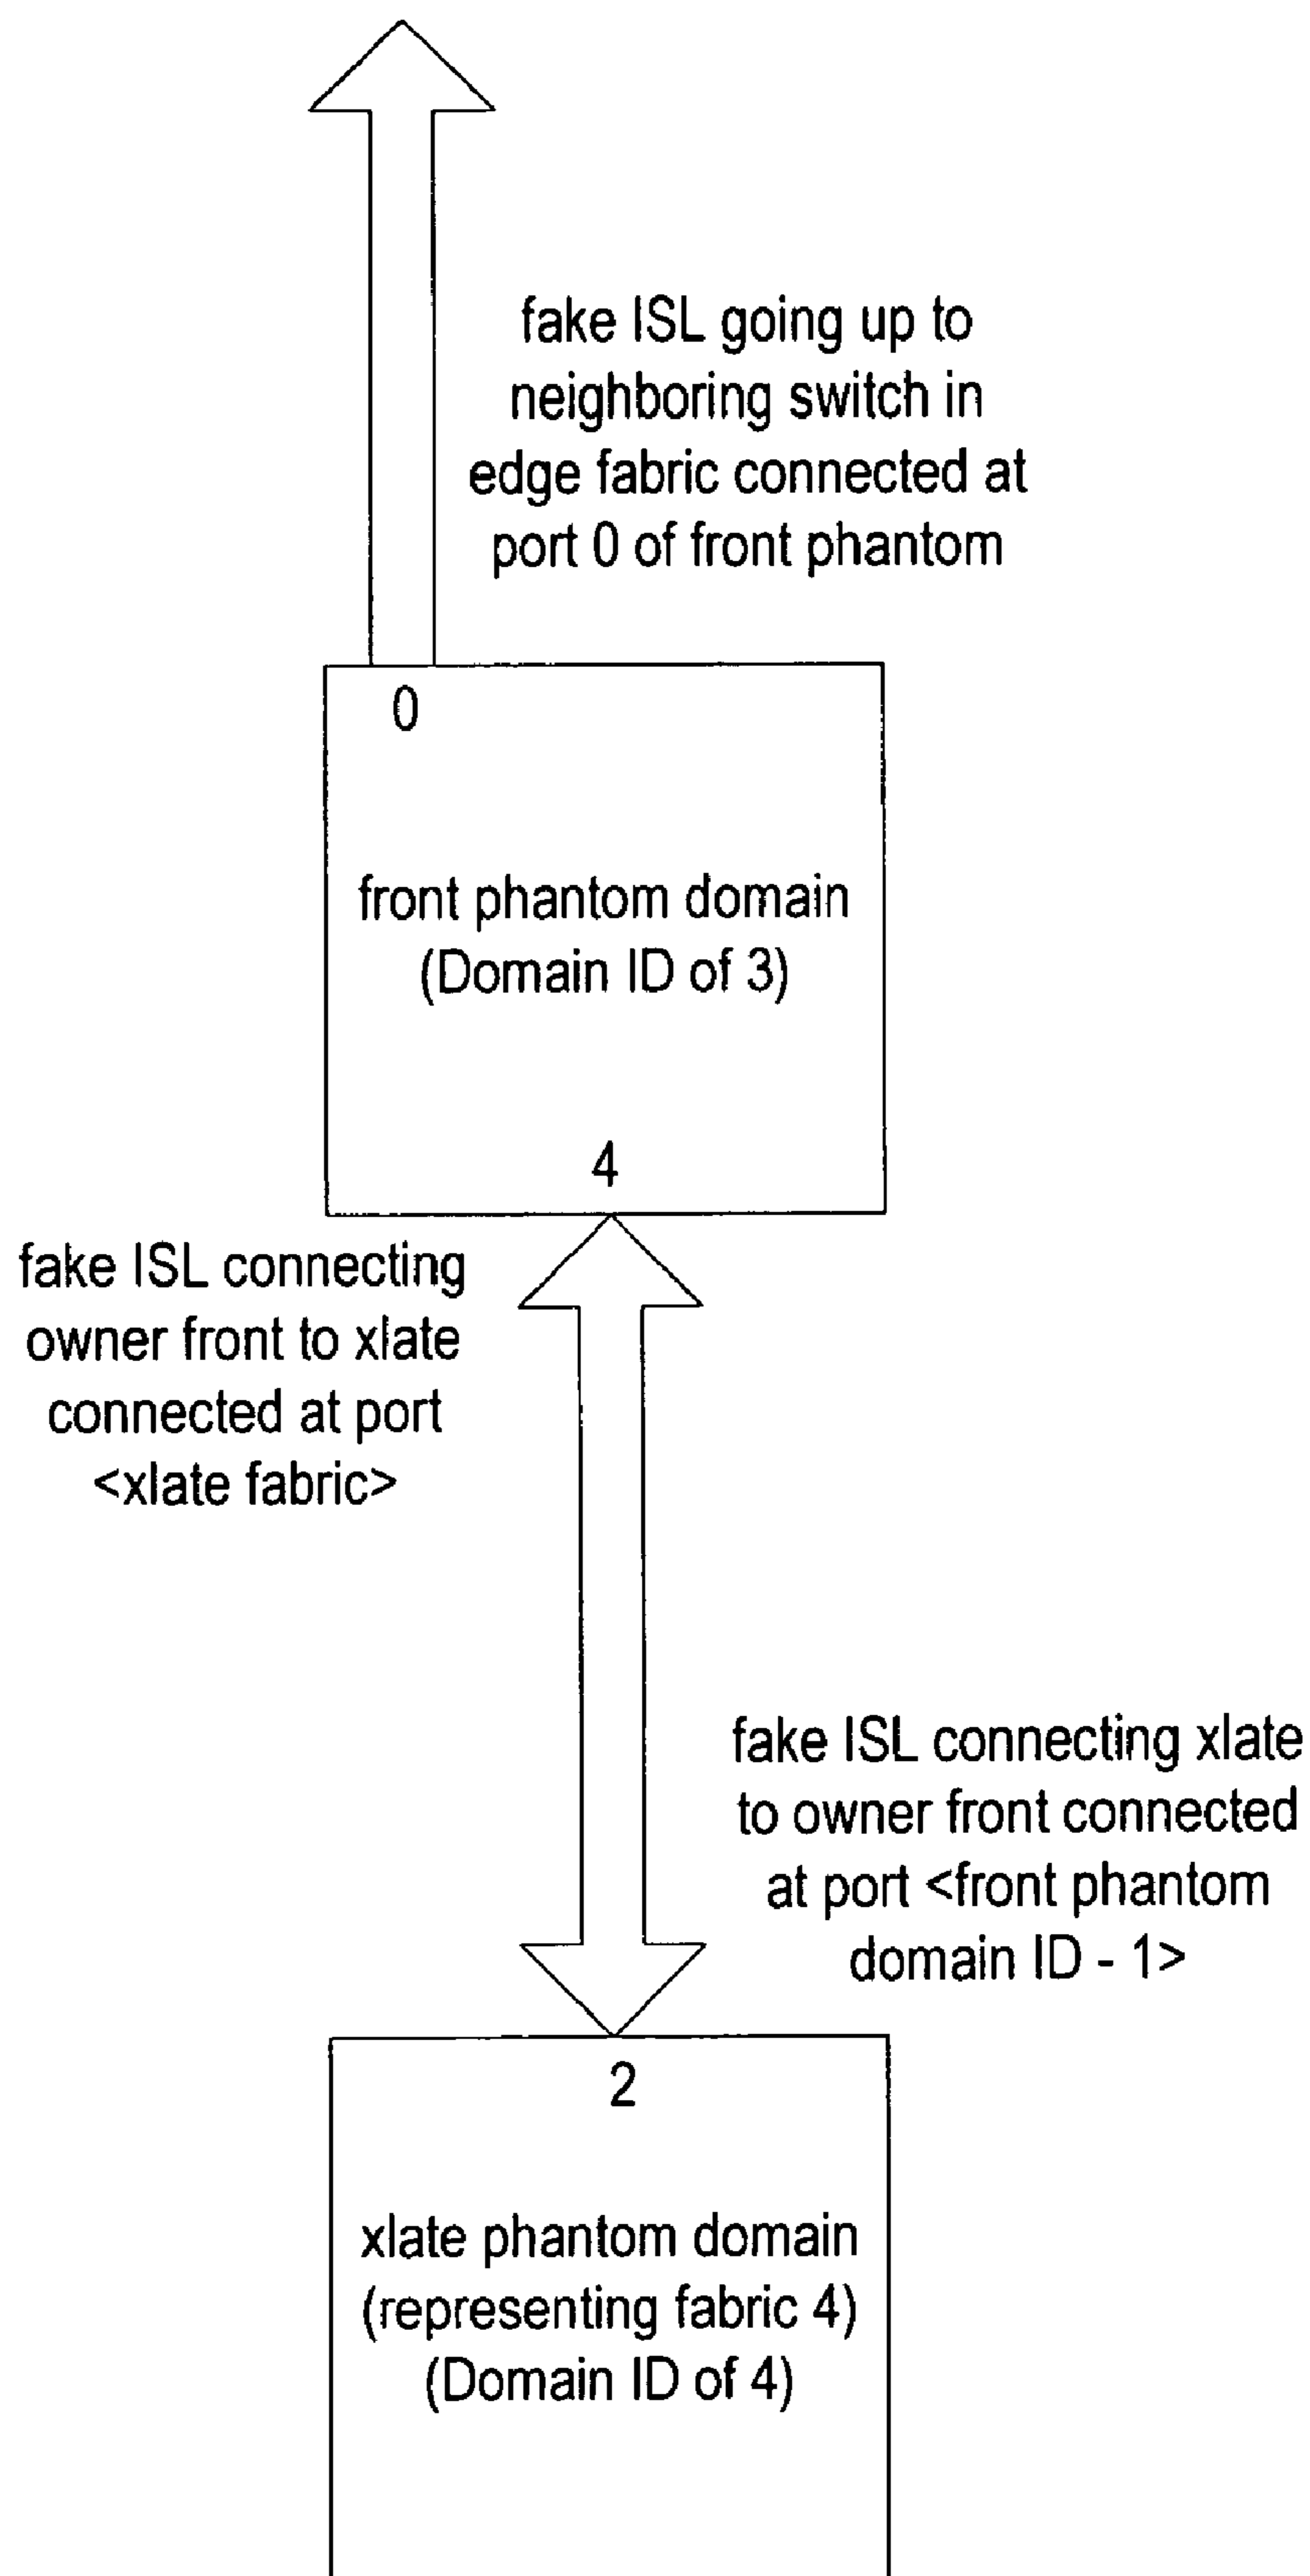 fake ISL going up to
neighboring switch in
edge fabric connected at
port 0 of front phantom
0
front phantom domain
(Domain ID of 3)
4
fake ISL connecting
owner front to xlate
connected at port
<xlate fabric>
fake ISL connecting xlate
to owner front connected
at port <front phantom
domain ID - 1>
2
xlate phantom domain
(representing fabric 4)
(Domain ID of 4)